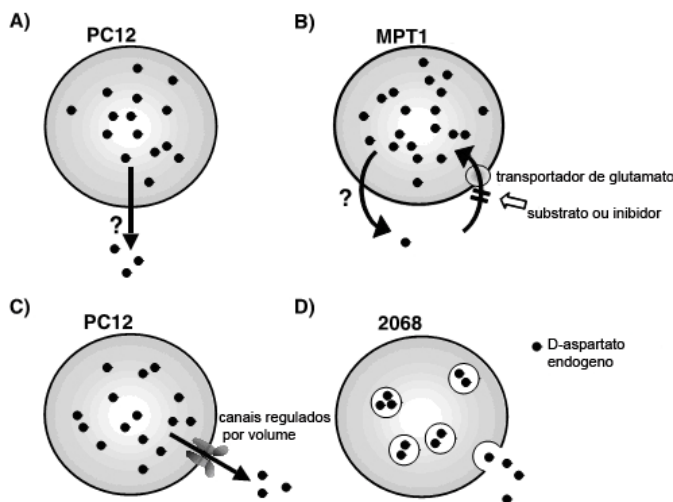 A)
PC12
?
B)
MPT1
transportador de glutamato
?
substrato ou inibidor
C)
PC12
canais regulados
por volume
D)
2068
D-aspartato
endogeno